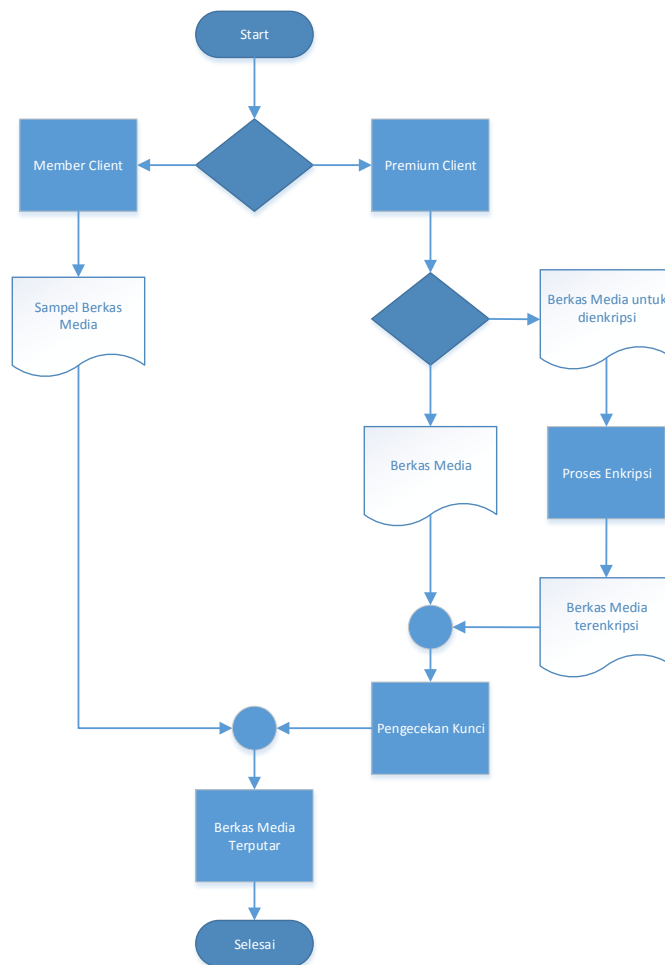 Start
Member Client
Premium Client
Sampel Berkas
Media
Berkas Media untuk
dienkripsi
Berkas Media
Proses Enkripsi
Berkas Media
terenkripsi
Pengecekan Kunci
Berkas Media
Terputar
Selesai